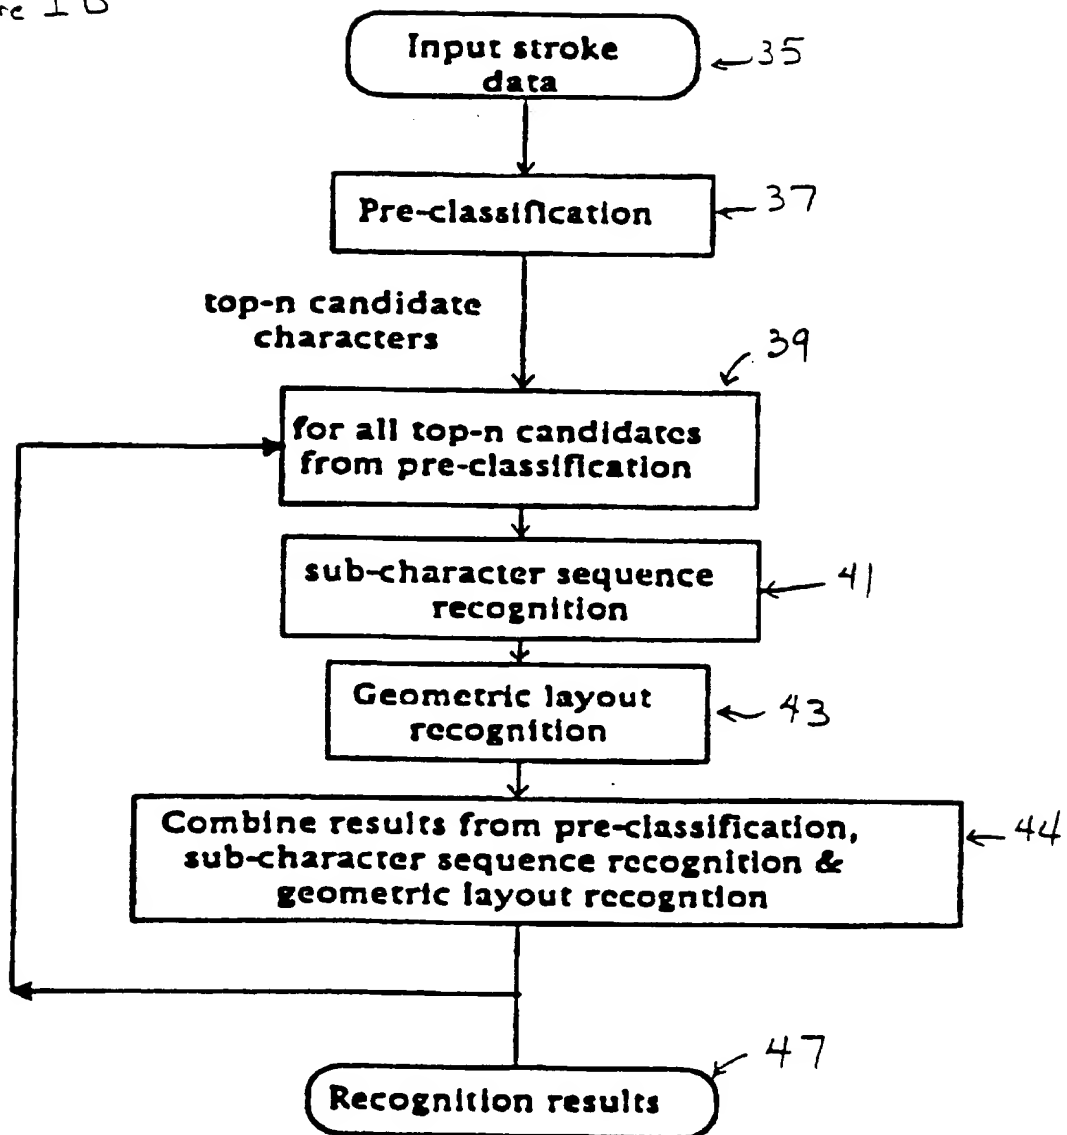 Input stroke
data
35
Pre-classification
37
top-n candidate
characters
39
for all top-n candidates
from pre-classification
sub-character sequence
recognition
41
Geometric layout
recognition
43
Combine results from pre-classification,
sub-character sequence recognition &
geometric layout recogntion
44
47
Recognition results